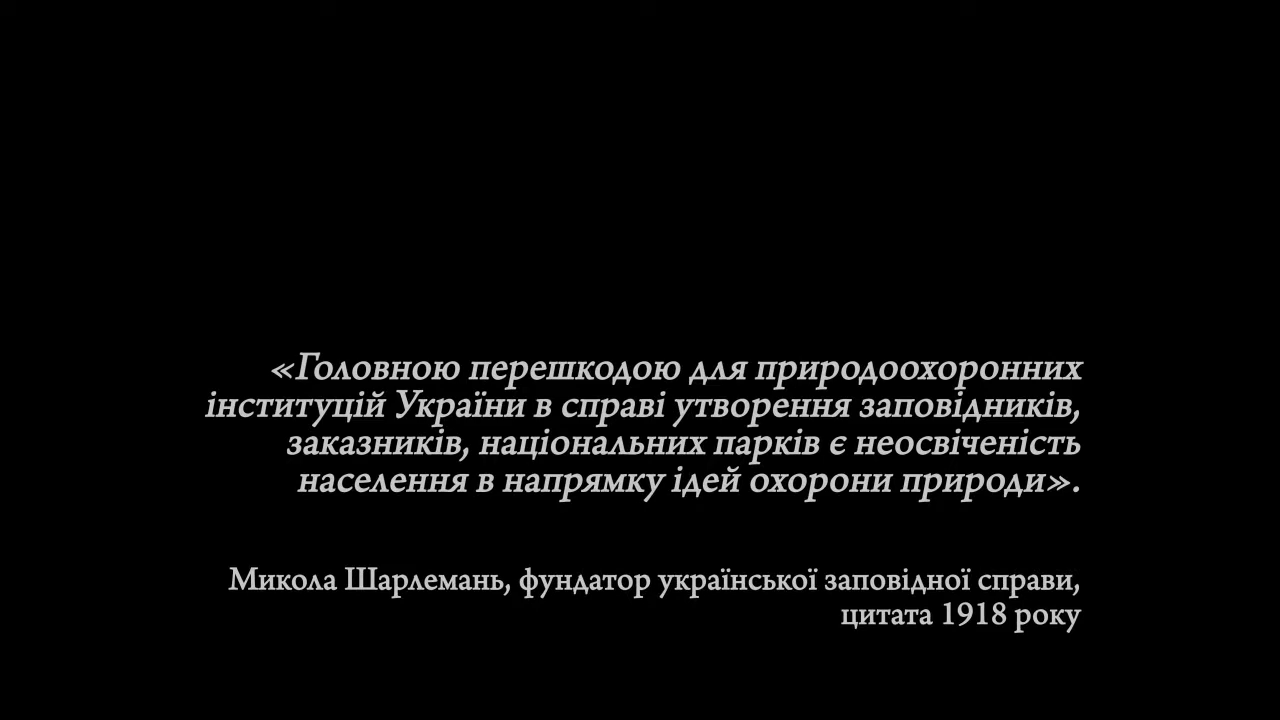 «Головною перешкодою для природоохоронних
інституцій України в справі утворення заповідників,
заказників, національних парків є неосвіченість
населення в напрямку ідей охорони природи».
Микола Шарлемань, фундатор української заповідної справи,
цитата 1918 року